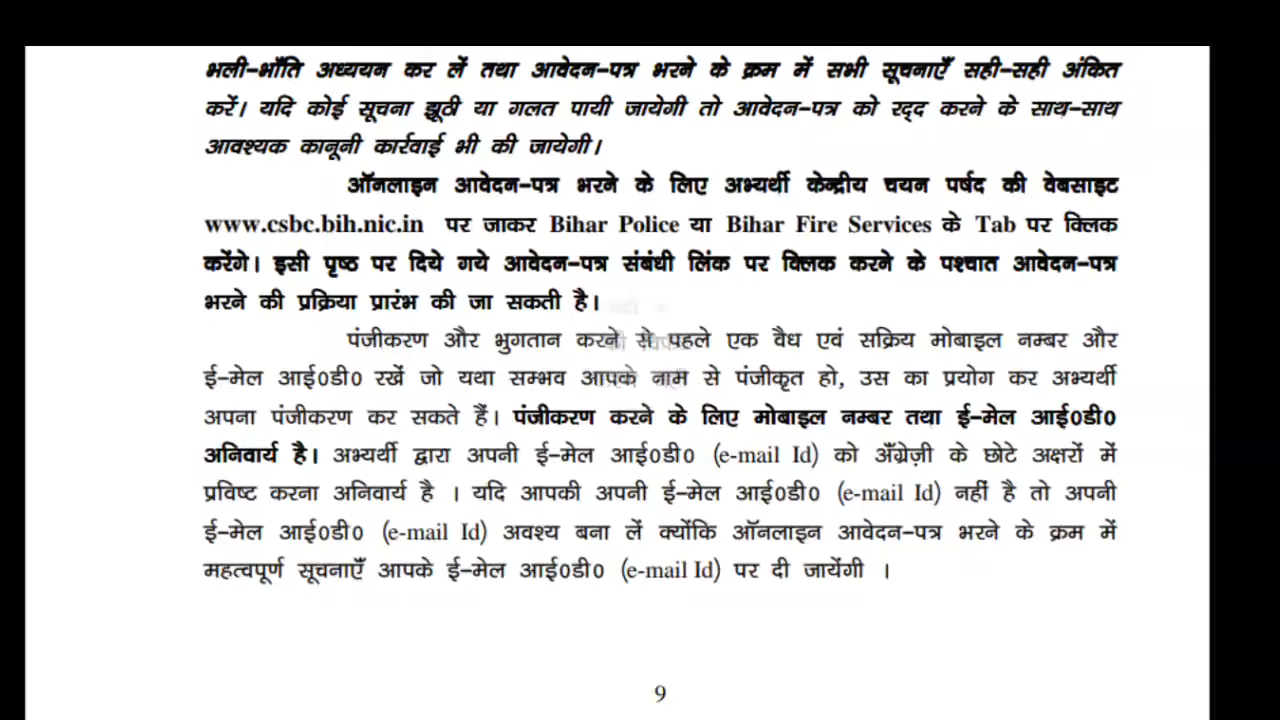 भली–भाँति अध्ययन कर लें तथा आवेदन–पत्र भरने के क्रम में सभी सूचनाएँ सही–सही अंकित
करें। यदि कोई सूचना झूठी या गलत पायी जायेगी तो आवेदन–पत्र को रद्द करने के साथ–साथ
आवश्यक कानूनी कार्रवाई भी की जायेगी।
ऑनलाइन आवेदन–पत्र भरने के लिए अभ्यर्थी केन्द्रीय चयन पर्षद की वेबसाइट
www.csbc.bih.nic.in पर जाकर Bihar Police या Bihar Fire Services के Tab पर क्लिक
करेंगे। इसी पृष्ठ पर दिये गये आवेदन–पत्र संबंधी लिंक पर क्लिक करने के पश्चात आवेदन–पत्र
भरने की प्रक्रिया प्रारंभ की जा सकती है।
पंजीकरण और भुगतान करने से पहले एक वैध एवं सक्रिय मोबाइल नम्बर और
ई–मेल आई0डी0 रखें जो यथा सम्भव आपके नाम से पंजीकृत हो, उस का प्रयोग कर अभ्यर्थी
अपना पंजीकरण कर सकते हैं। पंजीकरण करने के लिए मोबाइल नम्बर तथा ई–मेल आई0डी0
अनिवार्य है। अभ्यर्थी द्वारा अपनी ई–मेल आई0डी0 (e-mail Id) को अँग्रेज़ी के छोटे अक्षरों में
प्रविष्ट करना अनिवार्य है । यदि आपकी अपनी ई–मेल आई0डी0 (e-mail Id) नहीं है तो अपनी
ई–मेल आई0डी0 (e-mail Id) अवश्य बना लें क्योंकि ऑनलाइन आवेदन–पत्र भरने के क्रम में
महत्वपूर्ण सूचनाएँ आपके ई–मेल आई0डी0 (e-mail Id) पर दी जायेंगी ।
9